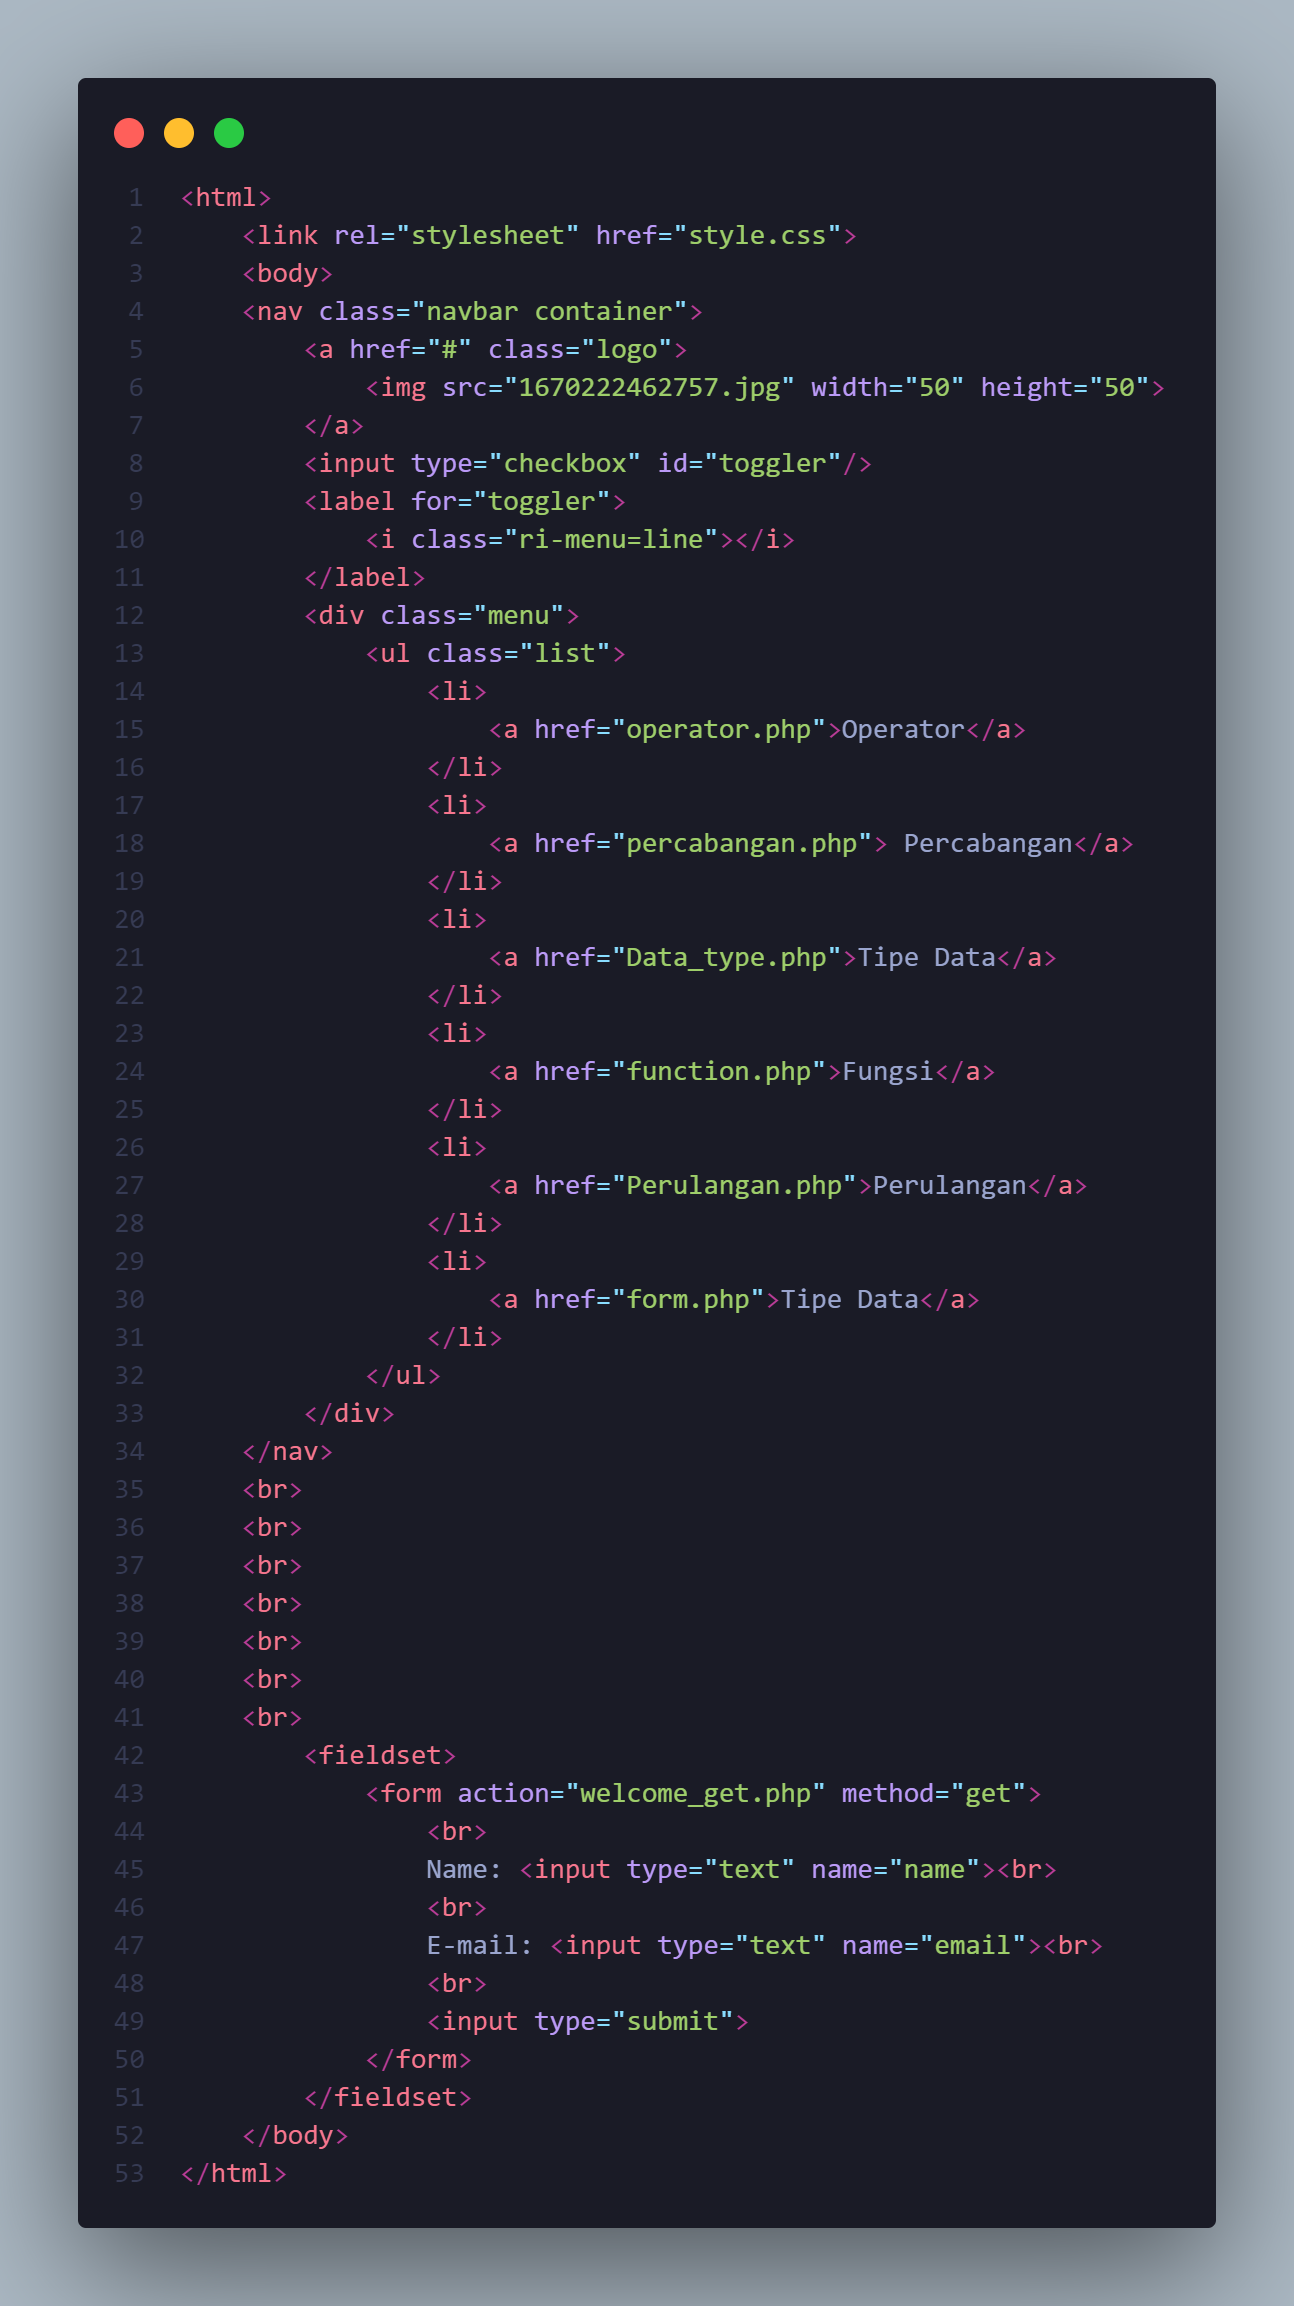 1 <html>
2     <link rel="stylesheet" href="style.css">
3     <body>
4     <nav class="navbar container">
5         <a href="#" class="logo">
6             <img src="1670222462757.jpg" width="50" height="50">
7         </a>
8         <input type="checkbox" id="toggler"/>
9         <label for="toggler">
10             <i class="ri-menu=line"></i>
11         </label>
12         <div class="menu">
13             <ul class="list">
14                 <li>
15                     <a href="operator.php">Operator</a>
16                 </li>
17                 <li>
18                     <a href="percabangan.php"> Percabangan</a>
19                 </li>
20                 <li>
21                     <a href="Data_type.php">Tipe Data</a>
22                 </li>
23                 <li>
24                     <a href="function.php">Fungsi</a>
25                 </li>
26                 <li>
27                     <a href="Perulangan.php">Perulangan</a>
28                 </li>
29                 <li>
30                     <a href="form.php">Tipe Data</a>
31                 </li>
32             </ul>
33         </div>
34     </nav>
35     <br>
36     <br>
37     <br>
38     <br>
39     <br>
40     <br>
41     <br>
42         <fieldset>
43             <form action="welcome_get.php" method="get">
44                 <br>
45                 Name: <input type="text" name="name"><br>
46                 <br>
47                 E-mail: <input type="text" name="email"><br>
48                 <br>
49                 <input type="submit">
50             </form>
51         </fieldset>
52     </body>
53 </html>